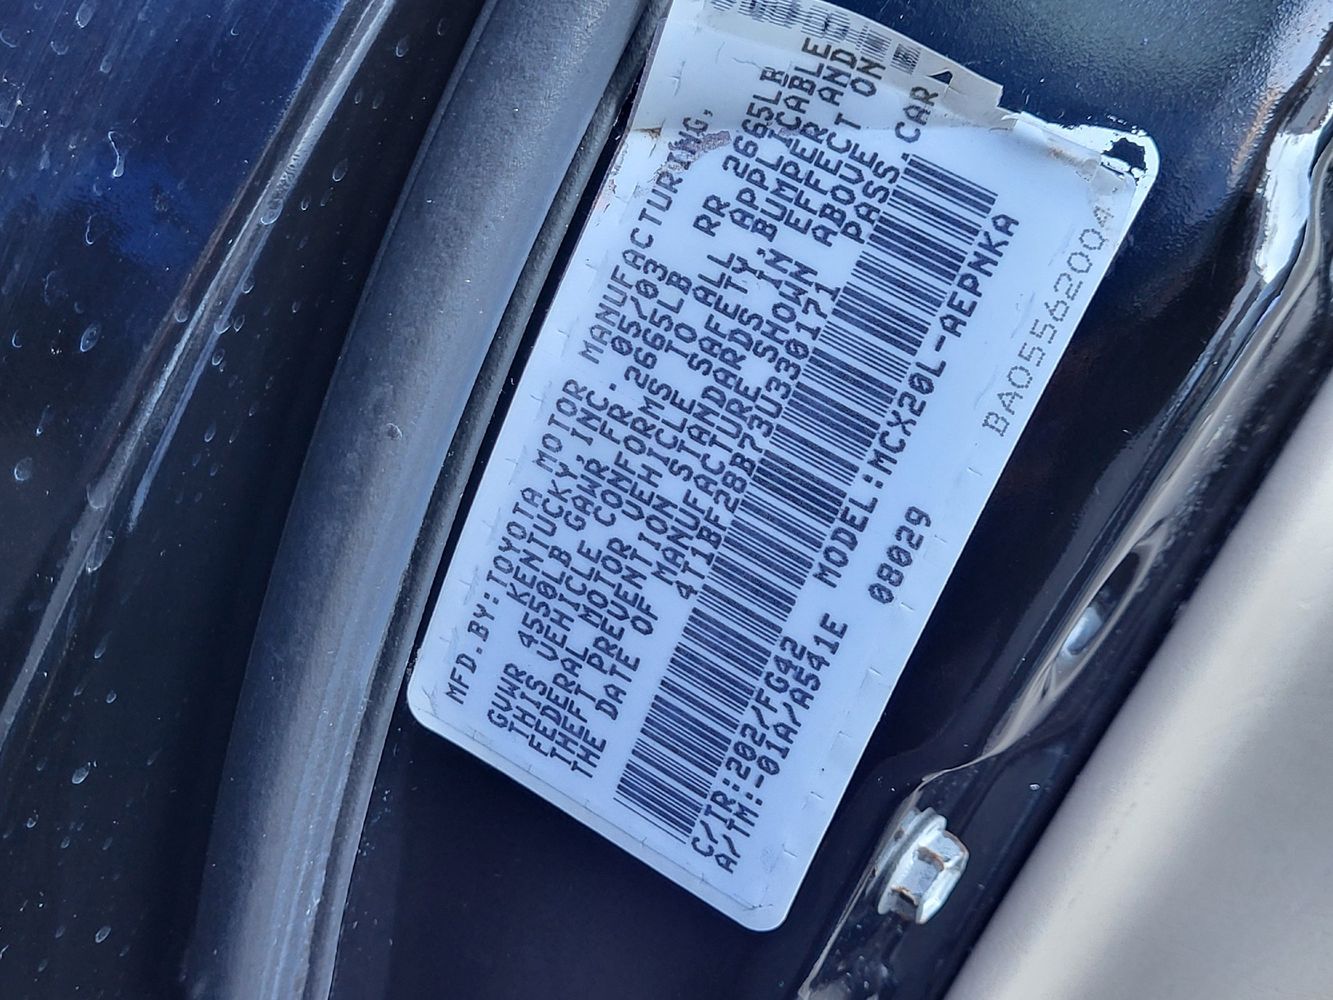 MFD.BY:TOYOTA MOTOR MANUFACTURING,
KENTUCKY,INC. 05/03
GVWR 4550LB GAWR FR 2665LB RR 2665LB
THIS VEHICLE CONFORMS TO ALL APPLICABLE
FEDERAL MOTOR VEHICLE SAFETY,BUMPER AND
THEFT PREVENTION STANDARDS IN EFFECT ON
THE DATE OF MANUFACTURE SHOWN ABOVE.
4T1BF28B73U330171 PASS.CAR
C/TR:202/FG42 MODEL:MCX20L-AEPNKA
A/TM:-01A/A541E 08029
BA05562004